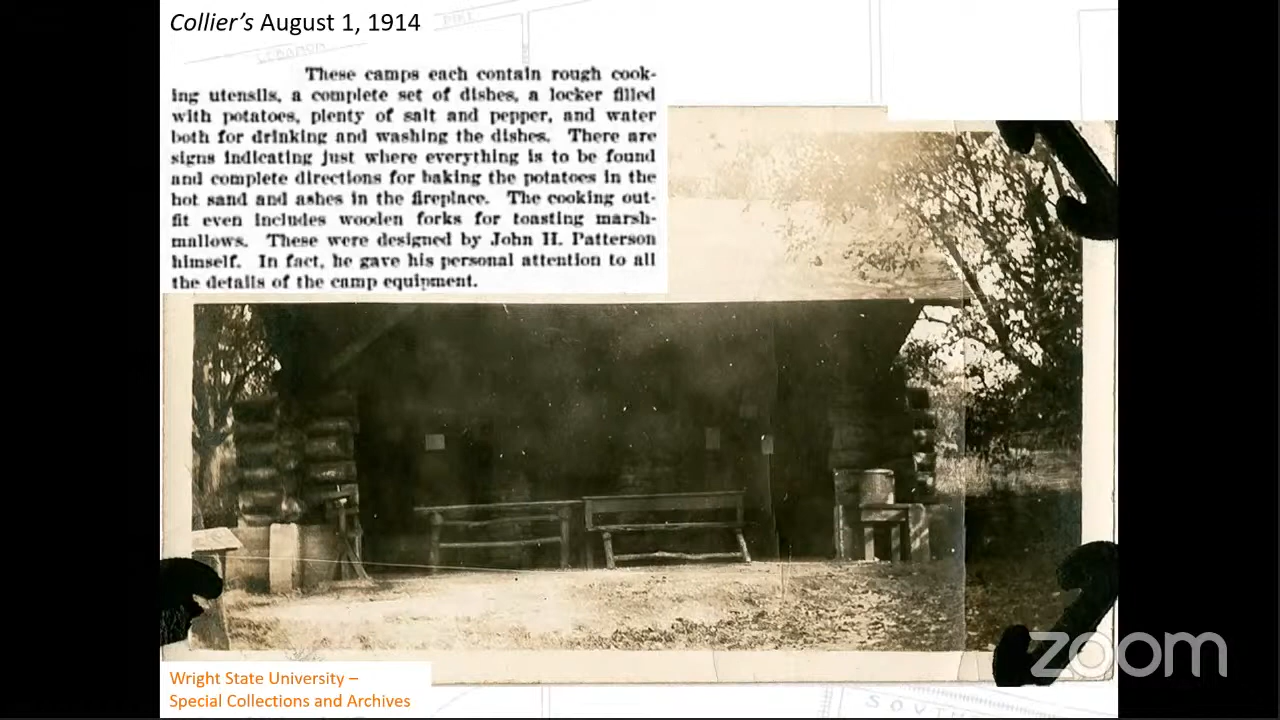 Collier's August 1, 1914
PIKE
LEBANON
These camps each contain rough cook-
ing utensils, a complete set of dishes, a locker filled
with potatoes, plenty of salt and pepper, and water
both for drinking and washing the dishes. There are
signs indicating just where everything is to be found
and complete directions for baking the potatoes in the
hot sand and ashes in the fireplace. The cooking out-
fit even includes wooden forks for toasting marsh-
mallows. These were designed by John H. Patterson
himself. In fact, he gave his personal attention to all
the details of the camp equipment.
zoom
Wright State University –
Special Collections and Archives